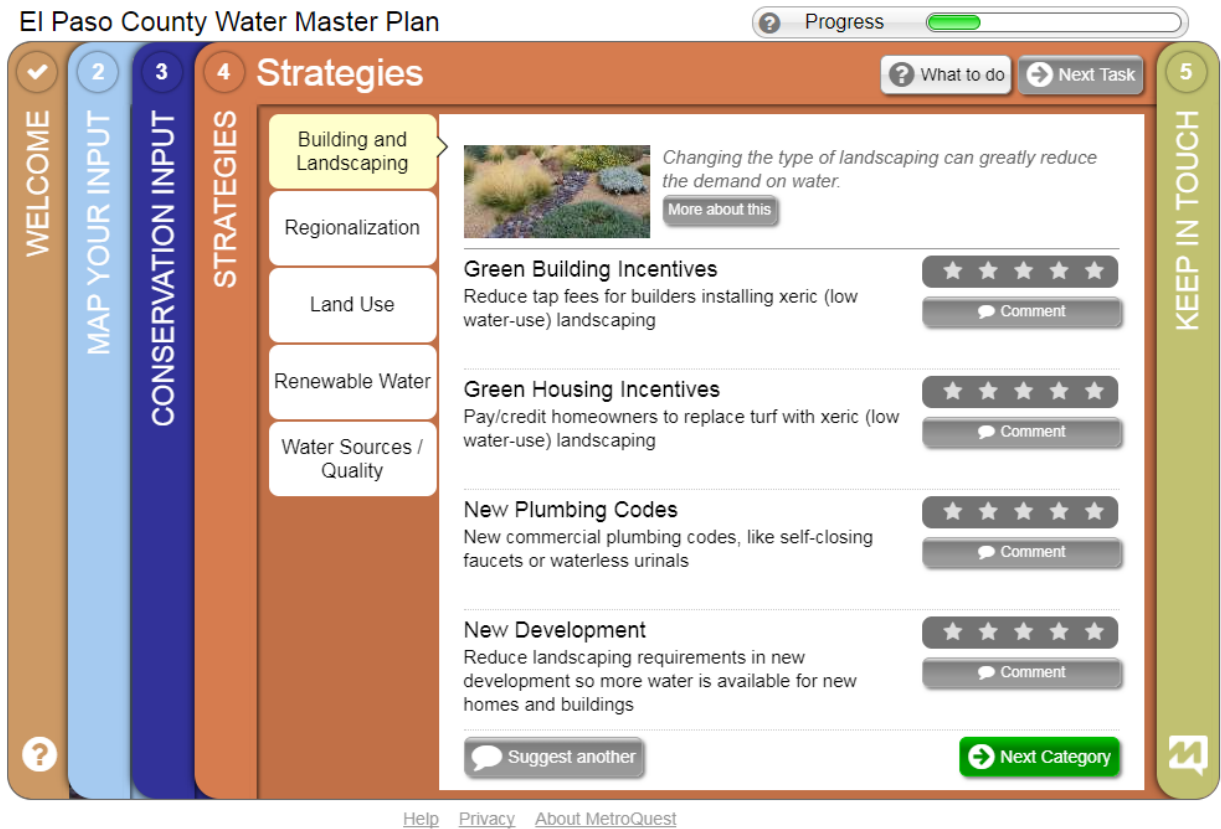 El Paso County Water Master Plan
? Progress
WELCOME
2
MAP YOUR INPUT
3
CONSERVATION INPUT
4
STRATEGIES
Strategies
? What to do
Next Task
Building and
Landscaping
Regionalization
Land Use
Renewable Water
Water Sources /
Quality
Changing the type of landscaping can greatly reduce
the demand on water.
More about this
Green Building Incentives
Reduce tap fees for builders installing xeric (low
water-use) landscaping
Comment
Green Housing Incentives
Pay/credit homeowners to replace turf with xeric (low
water-use) landscaping
Comment
New Plumbing Codes
New commercial plumbing codes, like self-closing
faucets or waterless urinals
Comment
New Development
Reduce landscaping requirements in new
development so more water is available for new
homes and buildings
Comment
Suggest another
Next Category
5
KEEP IN TOUCH
?
Help Privacy About MetroQuest